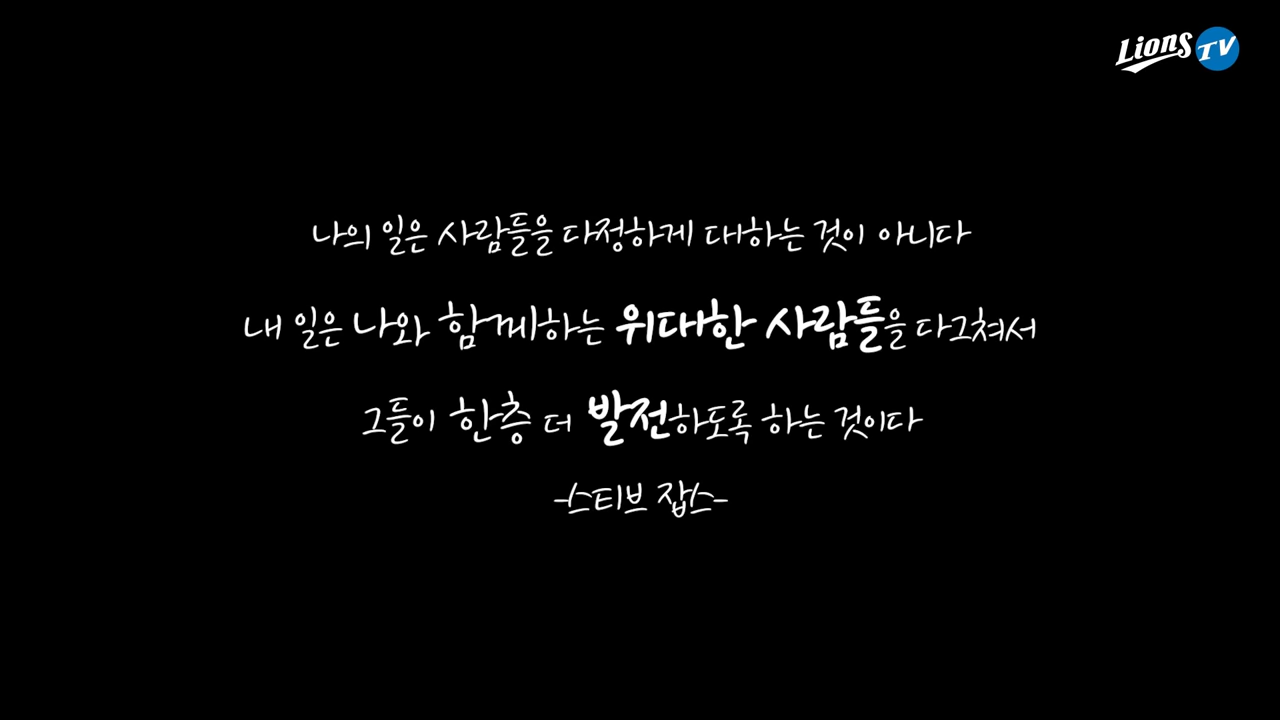 Lions TV
나의 일은 사람들을 다정하게 대하는 것이 아니다
내 일은 나와 함께하는 위대한 사람들을 다그쳐서
그들이 한층 더 발전하도록 하는 것이다
-스티브 잡스-